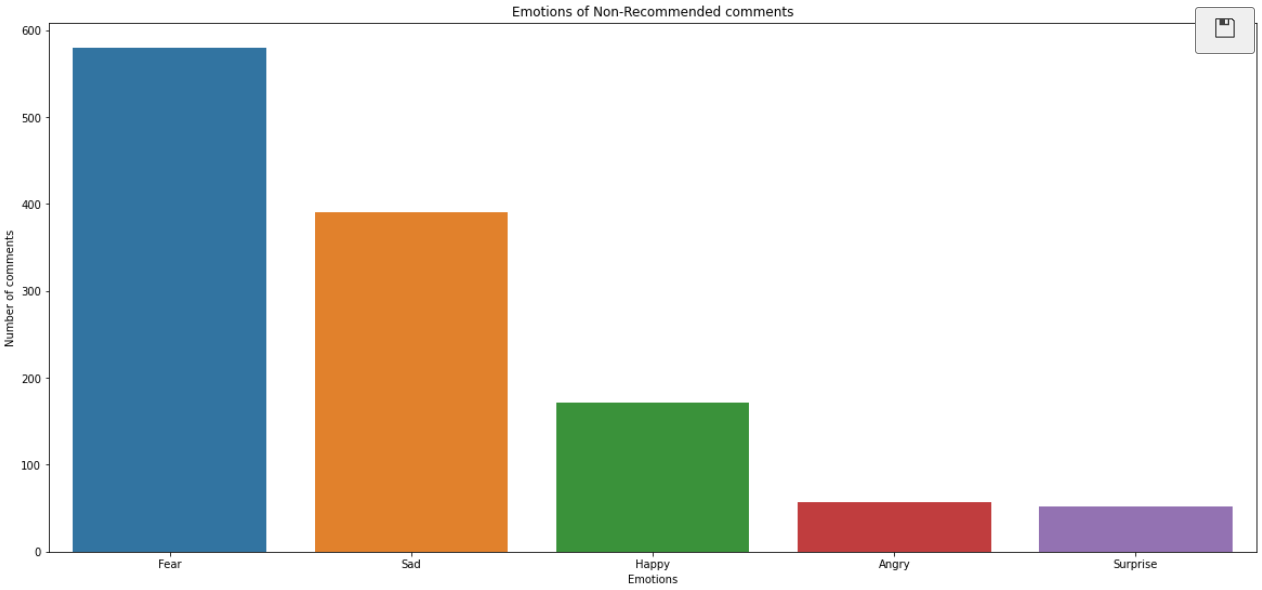 Emotions of Non-Recommended comments
600
500
400
300
200
100
0
Number of comments
Fear
Sad
Happy
Angry
Surprise
Emotions